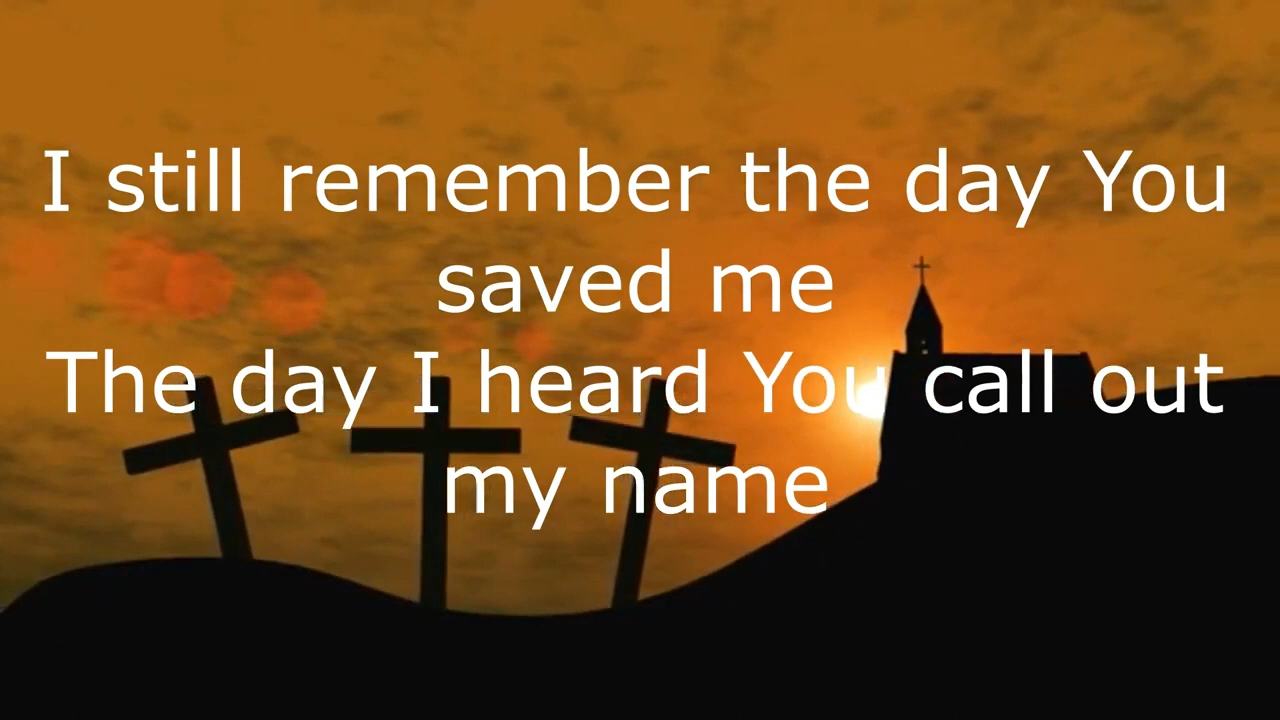 I still remember the day You
saved me
The day I heard You call out
my name